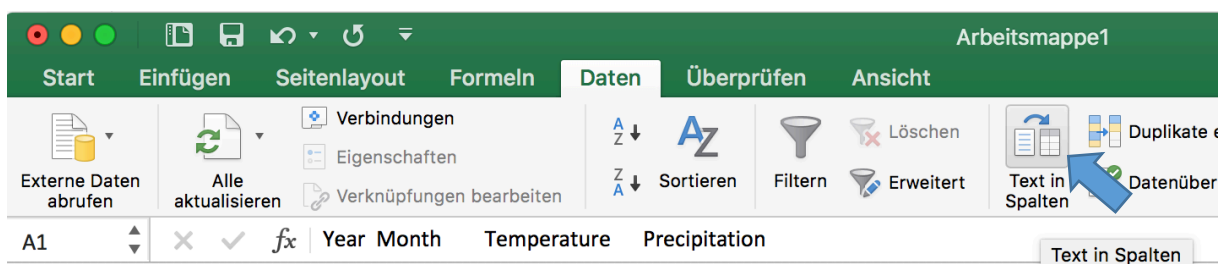 Arbeitsmappe1
Start Einfügen Seitenlayout Formeln Daten Überprüfen Ansicht
Externe Daten abrufen
Alle aktualisieren
Verbindungen
Eigenschaften
Verknüpfungen bearbeiten
A Z
Z A
AZ
Sortieren
Filtern
Löschen
Erweitert
Text in Spalten
Duplikate e
Datenüber
A1 fx Year Month Temperature Precipitation
Text in Spalten